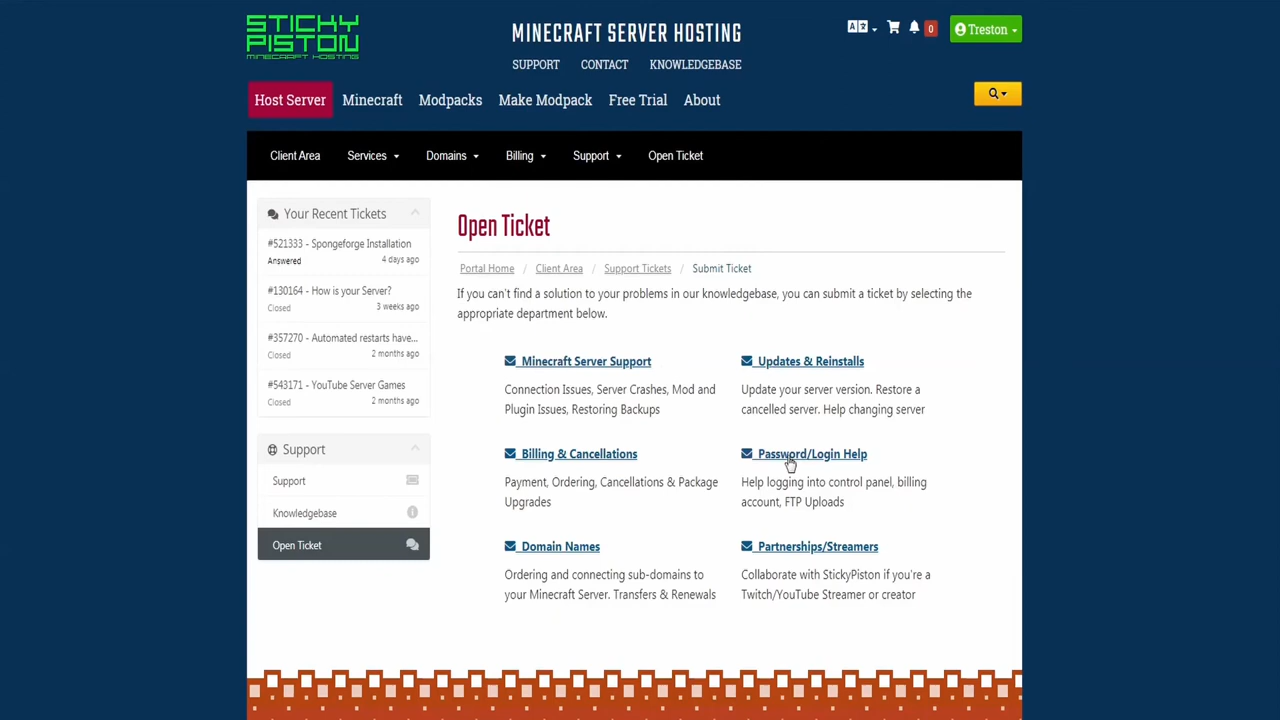 STICKY
PISTON
MINECRAFT HOSTING
MINECRAFT SERVER HOSTING
SUPPORT CONTACT KNOWLEDGEBASE
0
Treston
Host Server Minecraft Modpacks Make Modpack Free Trial About
Client Area Services Domains Billing Support Open Ticket
Your Recent Tickets
#521333 - Spongeforge Installation
Answered 4 days ago
#130164 - How is your Server?
Closed 3 weeks ago
#357270 - Automated restarts have...
Closed 2 months ago
#543171 - YouTube Server Games
Closed 2 months ago
Support
Support
Knowledgebase
Open Ticket
Open Ticket
Portal Home / Client Area / Support Tickets / Submit Ticket
If you can't find a solution to your problems in our knowledgebase, you can submit a ticket by selecting the
appropriate department below.
Minecraft Server Support
Connection Issues, Server Crashes, Mod and
Plugin Issues, Restoring Backups
Updates & Reinstalls
Update your server version. Restore a
cancelled server. Help changing server
Billing & Cancellations
Payment, Ordering, Cancellations & Package
Upgrades
Password/Login Help
Help logging into control panel, billing
account, FTP Uploads
Domain Names
Ordering and connecting sub-domains to
your Minecraft Server. Transfers & Renewals
Partnerships/Streamers
Collaborate with StickyPiston if you're a
Twitch/YouTube Streamer or creator